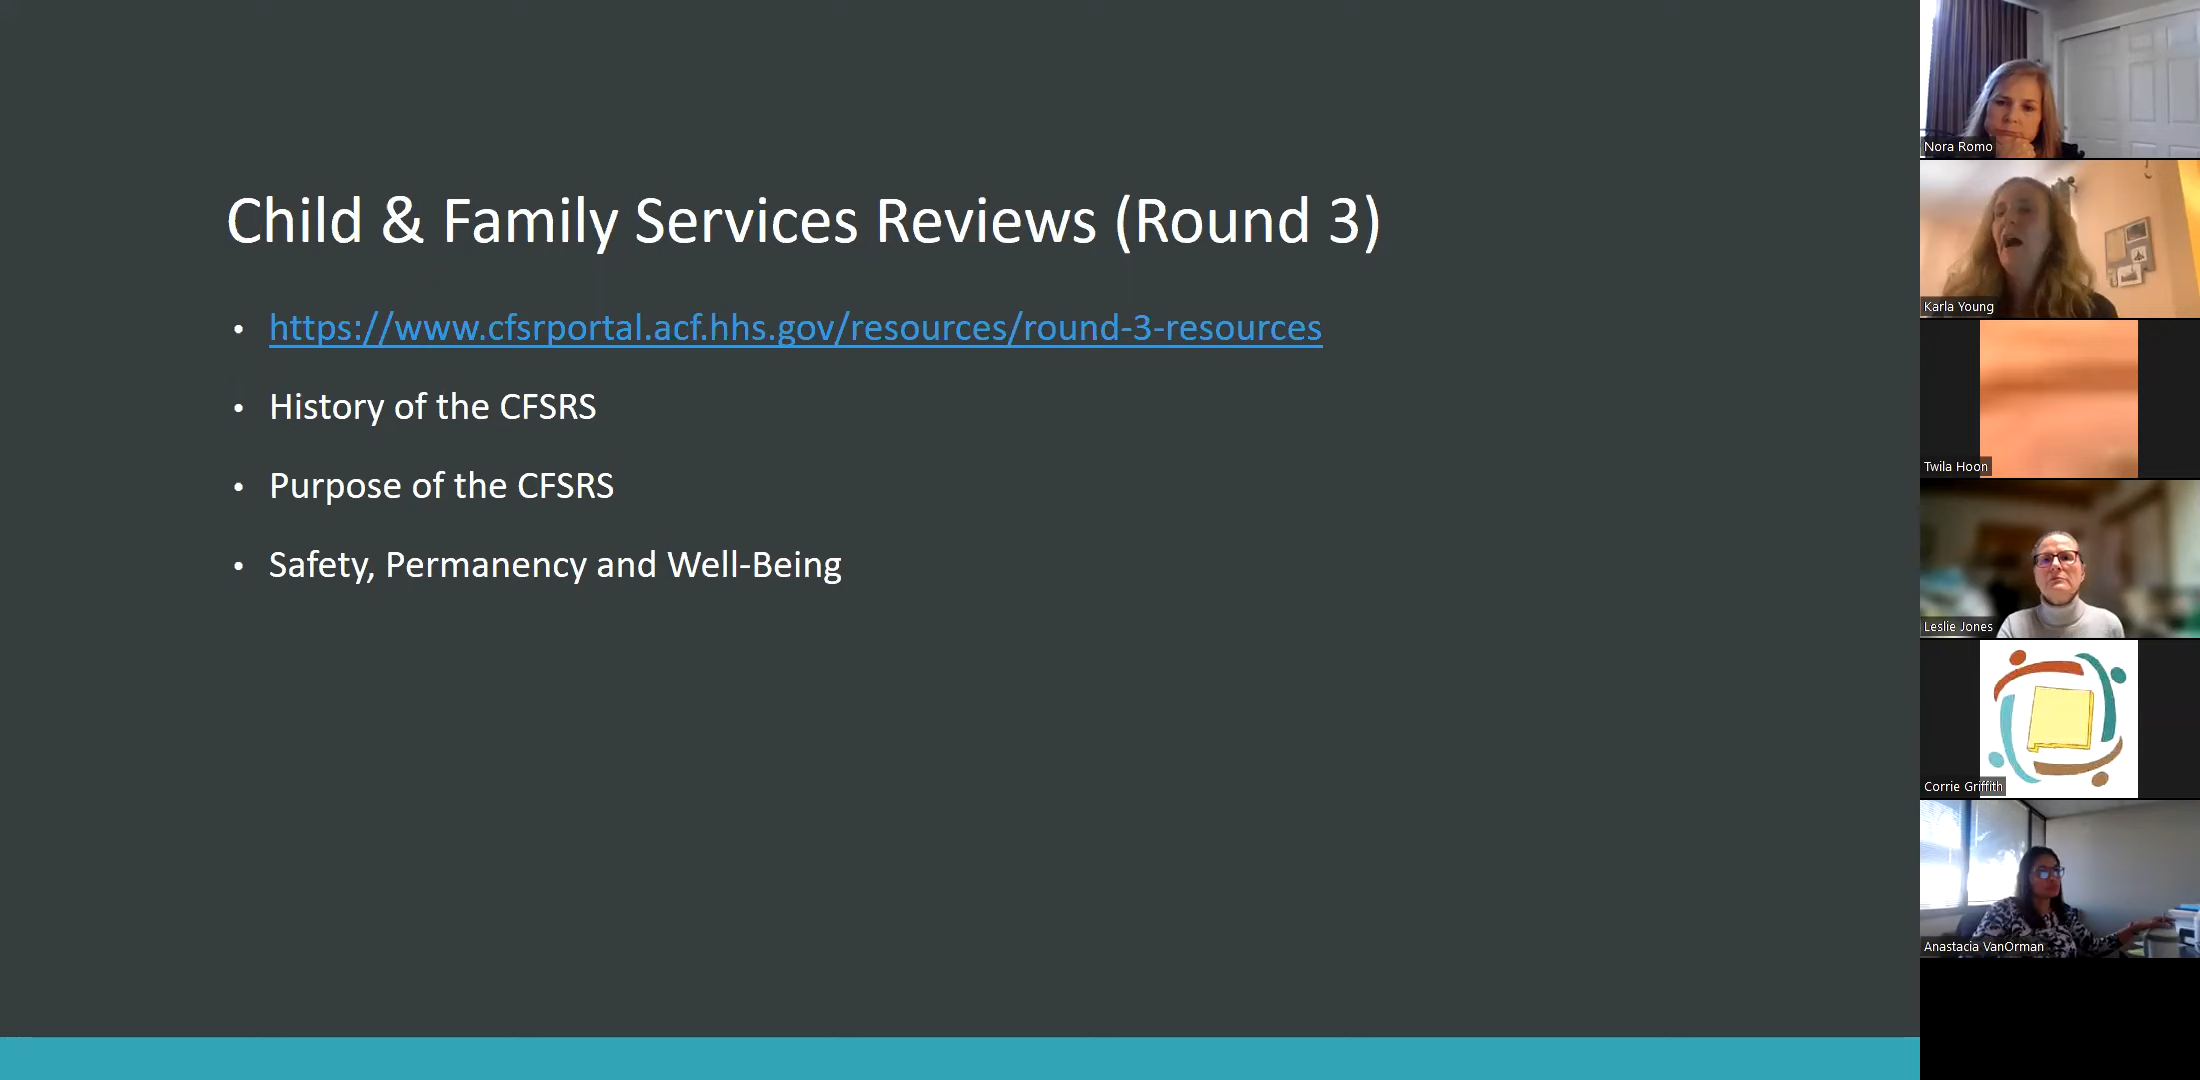 Child & Family Services Reviews (Round 3)
https://www.cfsrportal.acf.hhs.gov/resources/round-3-resources
History of the CFSRS
Purpose of the CFSRS
Safety, Permanency and Well-Being
Nora Romo
Karla Young
Twila Hoon
Leslie Jones
Corrie Griffith
Anastacia VanOrman